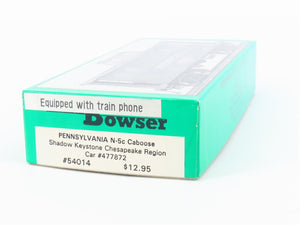 Equipped with train phone
Bowser
PENNSYLVANIA N-5c Caboose
Shadow Keystone Chesapeake Region
Car #477872
#54014 $12.95